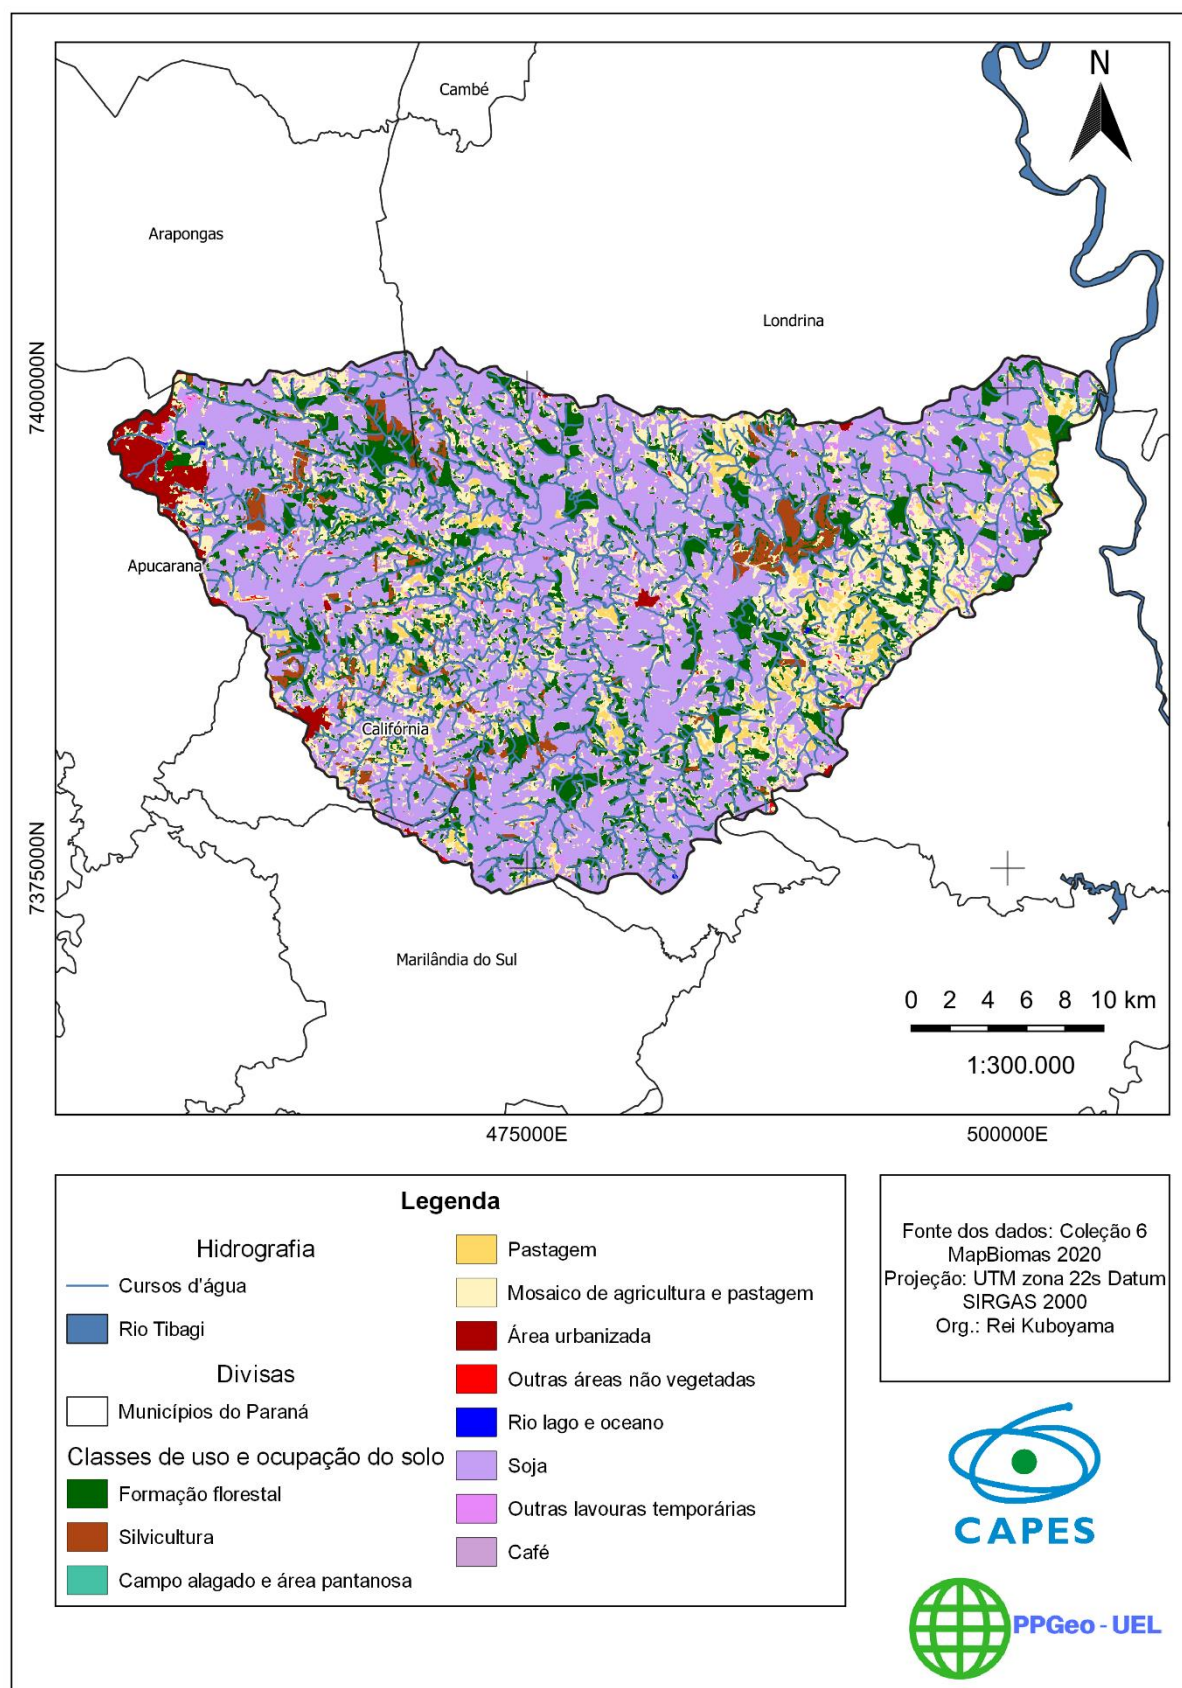 N
Cambé
Arapongas
Londrina
7400000N
Apucarana
Califórnia
7375000N
Marilândia do Sul
0 2 4 6 8 10 km
1:300.000
475000E
500000E
Legenda
Hidrografia
Cursos d'água
Rio Tibagi
Divisas
Municípios do Paraná
Classes de uso e ocupação do solo
Formação florestal
Silvicultura
Campo alagado e área pantanosa
Pastagem
Mosaico de agricultura e pastagem
Área urbanizada
Outras áreas não vegetadas
Rio lago e oceano
Soja
Outras lavouras temporárias
Café
Fonte dos dados: Coleção 6
MapBiomas 2020
Projeção: UTM zona 22s Datum
SIRGAS 2000
Org.: Rei Kuboyama
CAPES
PPGeo - UEL